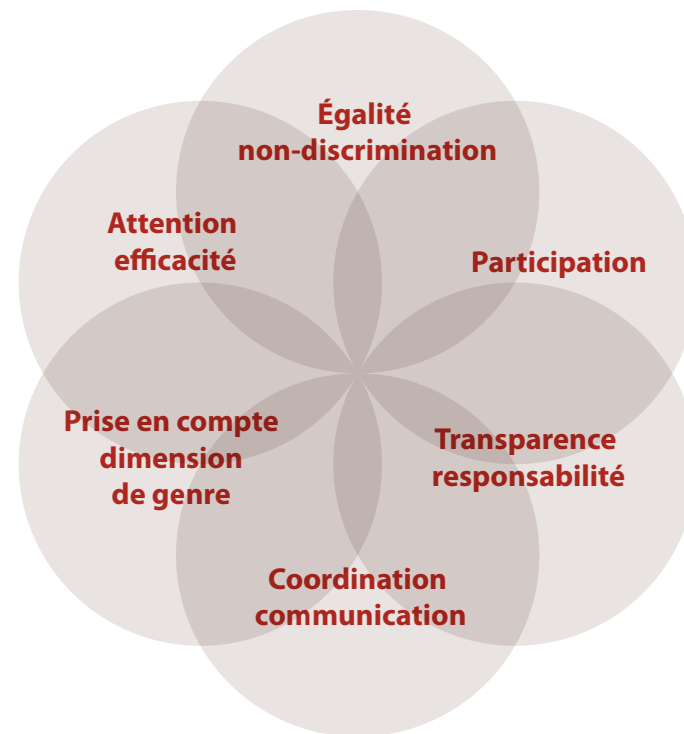 Égalité
non-discrimination
Attention
efficacité
Participation
Prise en compte
dimension
de genre
Transparence
responsabilité
Coordination
communication